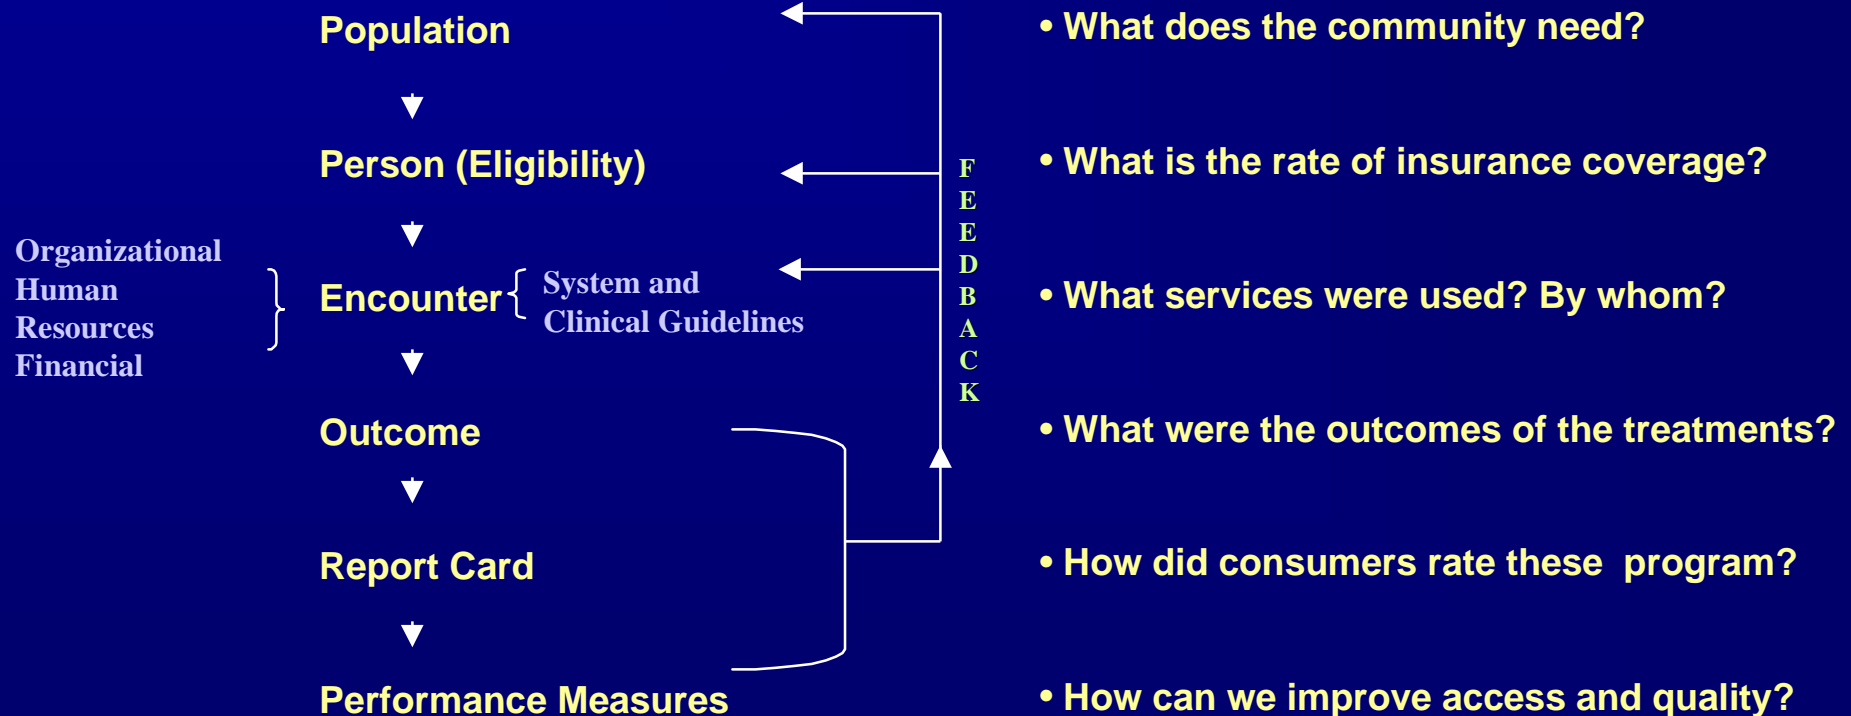 Population
• What does the community need?
Person (Eligibility)
• What is the rate of insurance coverage?
Organizational
Human
Resources
Financial
Encounter
System and
Clinical Guidelines
• What services were used? By whom?
FEEDBACK
Outcome
• What were the outcomes of the treatments?
Report Card
• How did consumers rate these program?
Performance Measures
• How can we improve access and quality?